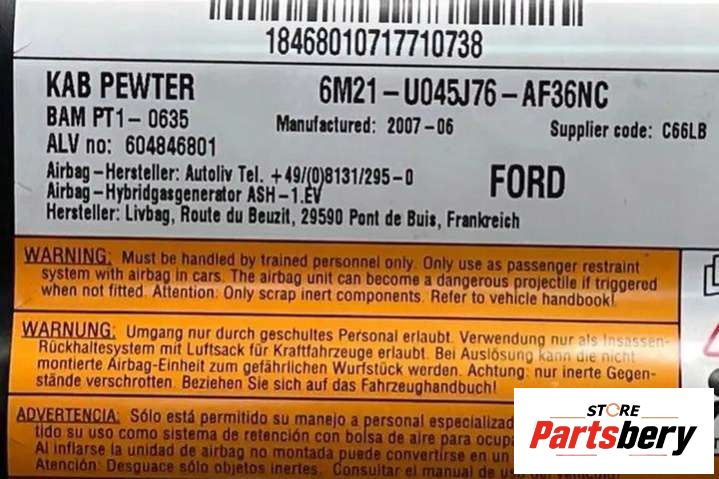 18468010717710738
KAB PEWTER
6M21-U045J76-AF36NC
BAM PT1-0635
Manufactured: 2007-06
Supplier code: C66LB
ALV no: 604846801
Airbag-Hersteller: Autoliv Tel. +49/(0)8131/295-0
Airbag-Hybridgasgenerator ASH-1.EV
FORD
Hersteller: Livbag, Route du Beuzit, 29590 Pont de Buis, Frankreich
WARNING: Must be handled by trained personnel only. Only use as passenger restraint
system with airbag in cars. The airbag unit can become a dangerous projectile if triggered
when not fitted. Attention: Only scrap inert components. Refer to vehicle handbook!
WARNUNG: Umgang nur durch geschultes Personal erlaubt. Verwendung nur als Insassen-
Rückhaltesystem mit Luftsack für Kraftfahrzeuge erlaubt. Bei Auslösung kann die nicht
montierte Airbag-Einheit zum gefährlichen Wurfstück werden. Achtung: nur inerte Gegen-
stände verschrotten. Beziehen Sie sich auf das Fahrzeughandbuch!
ADVERTENCIA: Sólo está permitido su manejo a personal especializad
tido su uso como sistema de retención con bolsa de aire para ocupa
Al inflarse la unidad de airbag no montada puede convertirse en un
Atención: Desguace sólo objetos inertes. Consultar el manual de uso del vehículo!
STORE
Partsbery